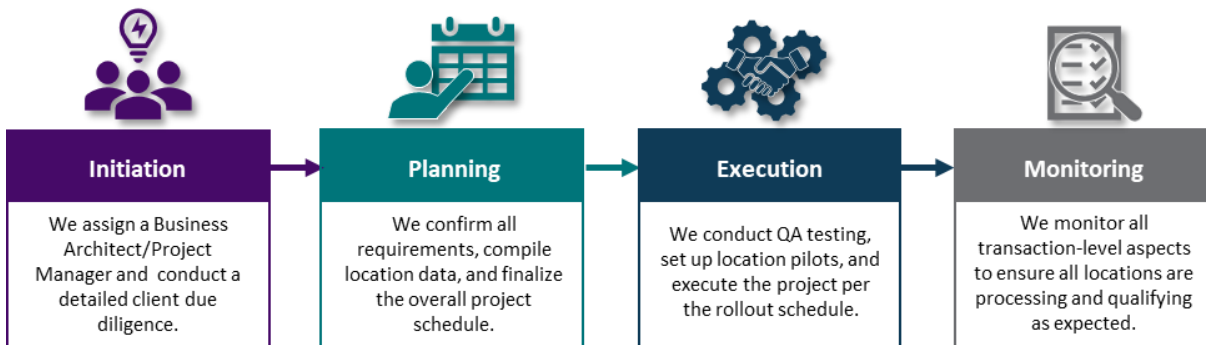 Initiation
We assign a Business
Architect/Project
Manager and  conduct a
detailed client due
diligence.
Planning
We confirm all
requirements, compile
location data, and finalize
the overall project
schedule.
Execution
We conduct QA testing,
set up location pilots, and
execute the project per
the rollout schedule.
Monitoring
We monitor all
transaction-level aspects
to ensure all locations are
processing and qualifying
as expected.